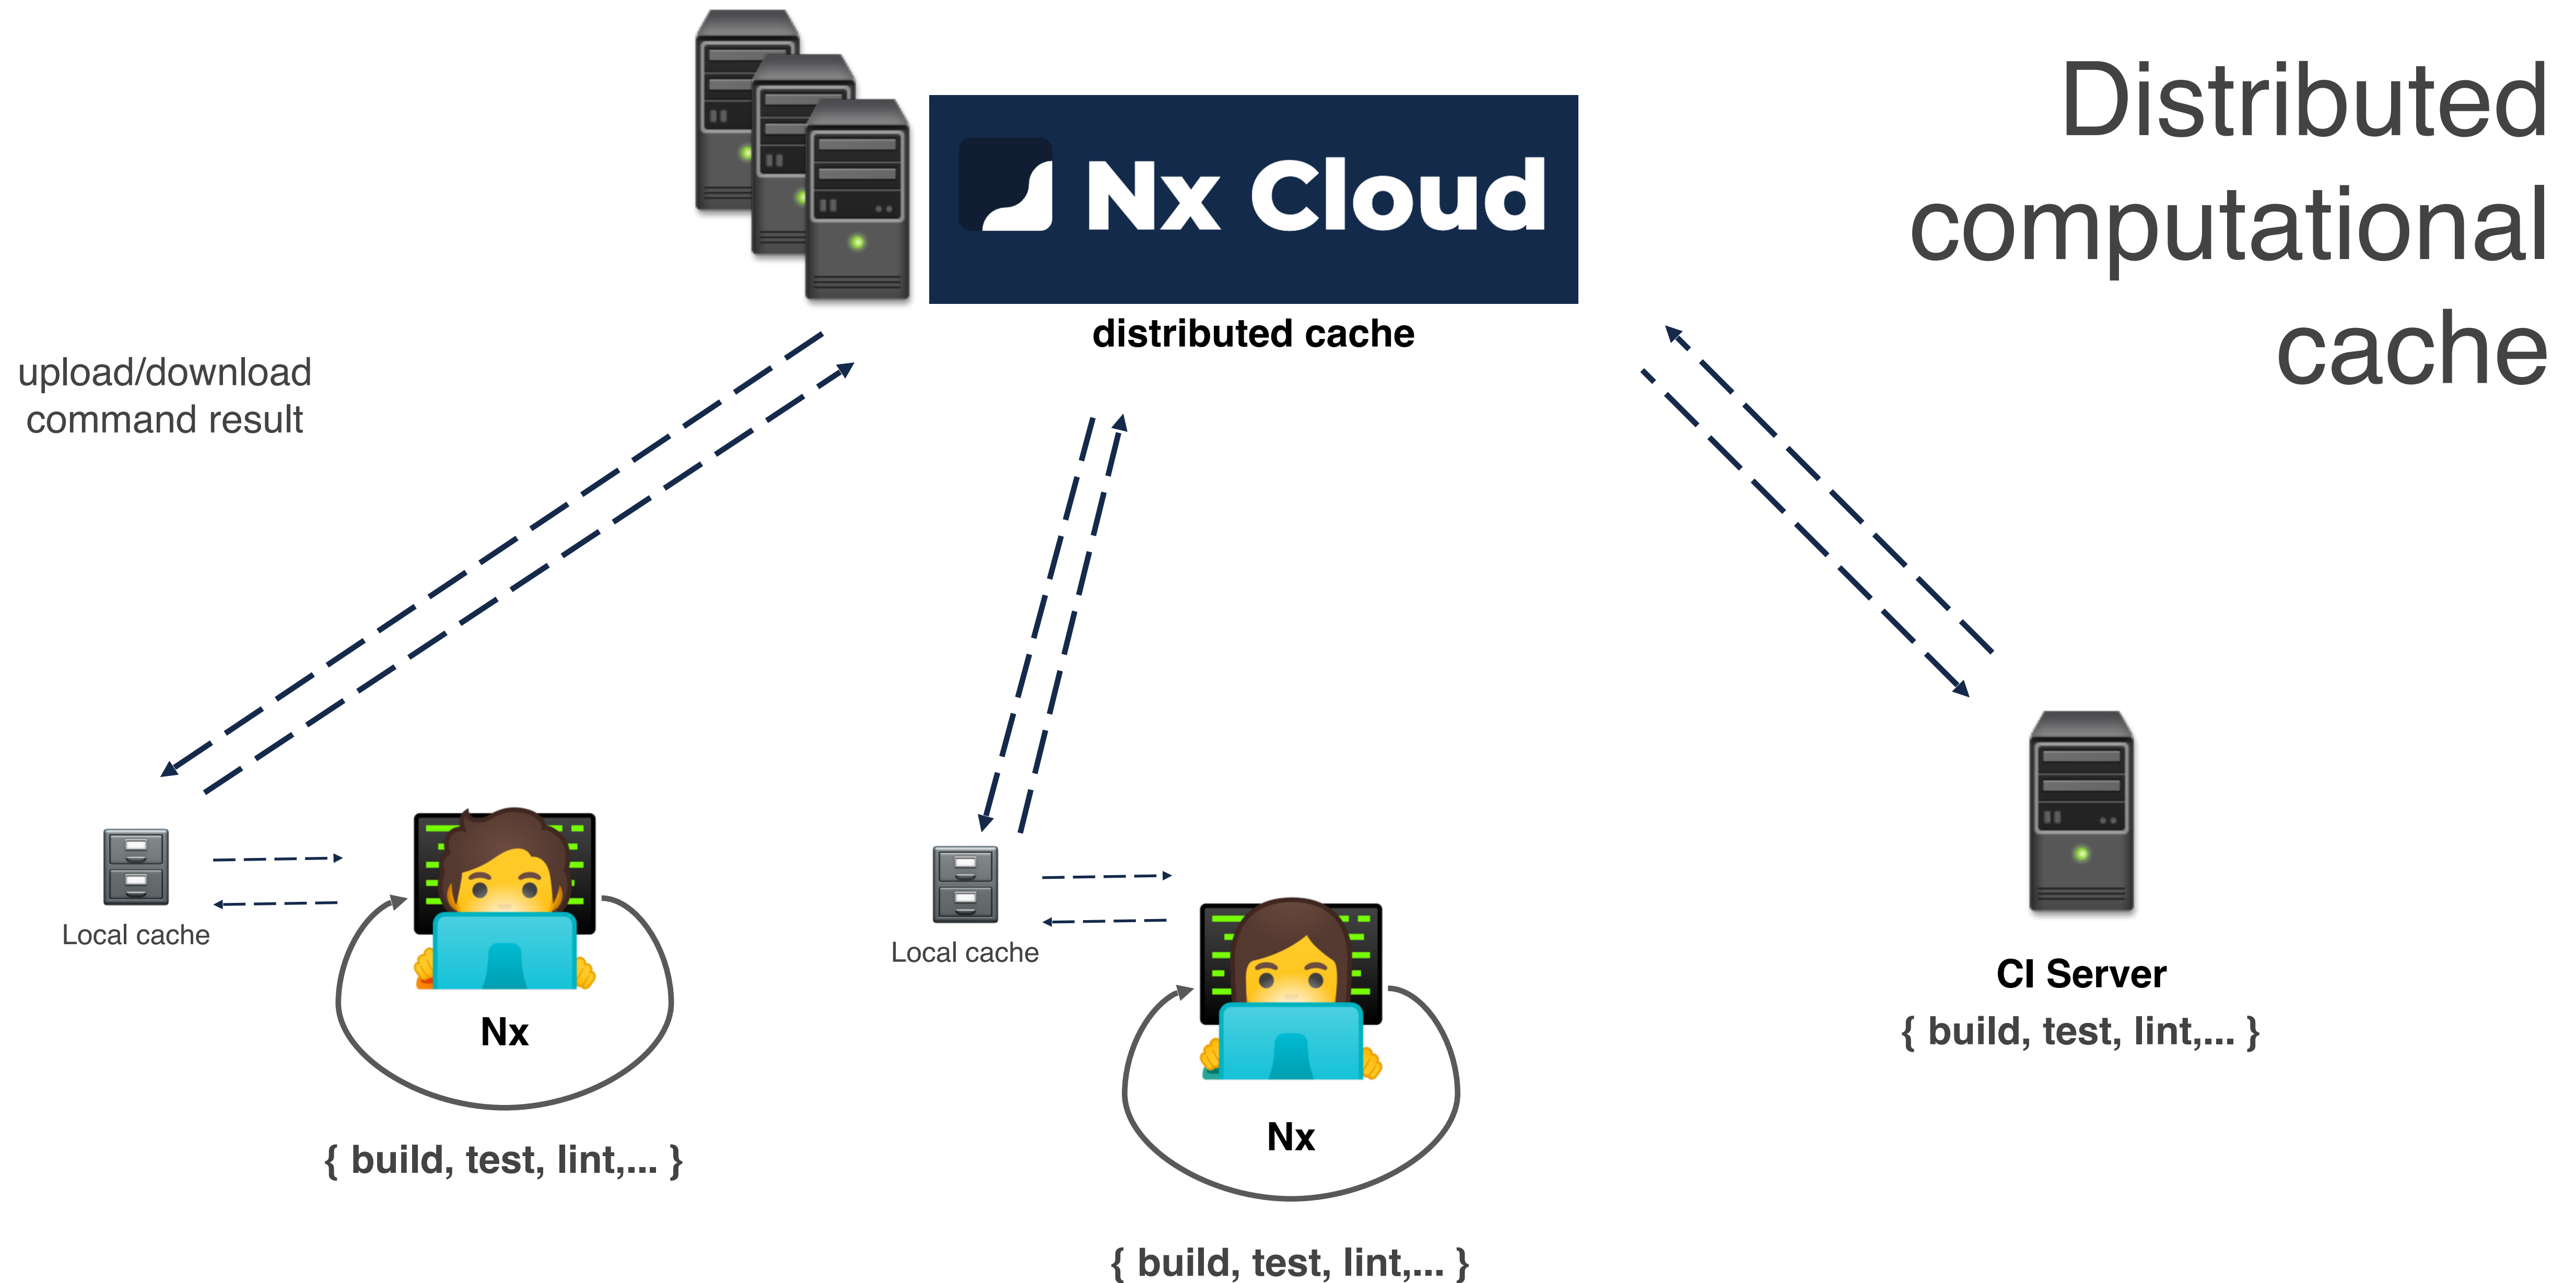 Distributed
computational
cache
Nx Cloud
distributed cache
upload/download
command result
Local cache
Nx
{ build, test, lint,... }
Local cache
Nx
{ build, test, lint,... }
CI Server
{ build, test, lint,... }